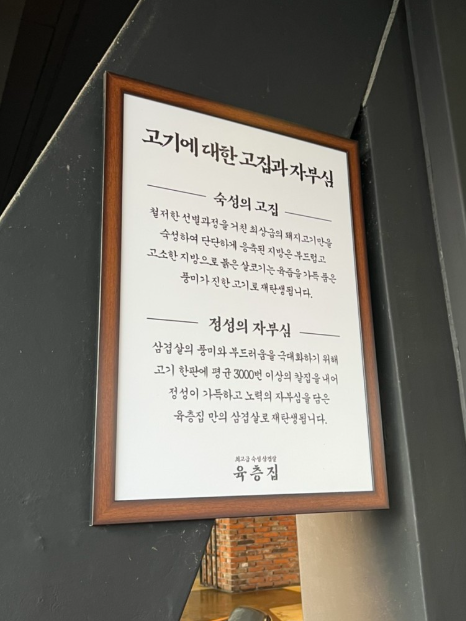 고기에 대한 고집과 자부심
숙성의 고집
철저한 선별과정을 거친 최상급의 돼지고기만을
숙성하여 단단하게 응축된 지방은 부드럽고
고소한 지방으로 붉은 살코기는 육즙을 가득 품은
풍미가 진한 고기로 재탄생됩니다.
정성의 자부심
삼겹살의 풍미와 부드러움을 극대화하기 위해
고기 한판에 평균 3000번 이상의 칼집을 내어
정성이 가득하고 노력의 자부심을 담은
육층집 만의 삼겹살로 재탄생됩니다.
최고급 숙성 삼겹살
육층집